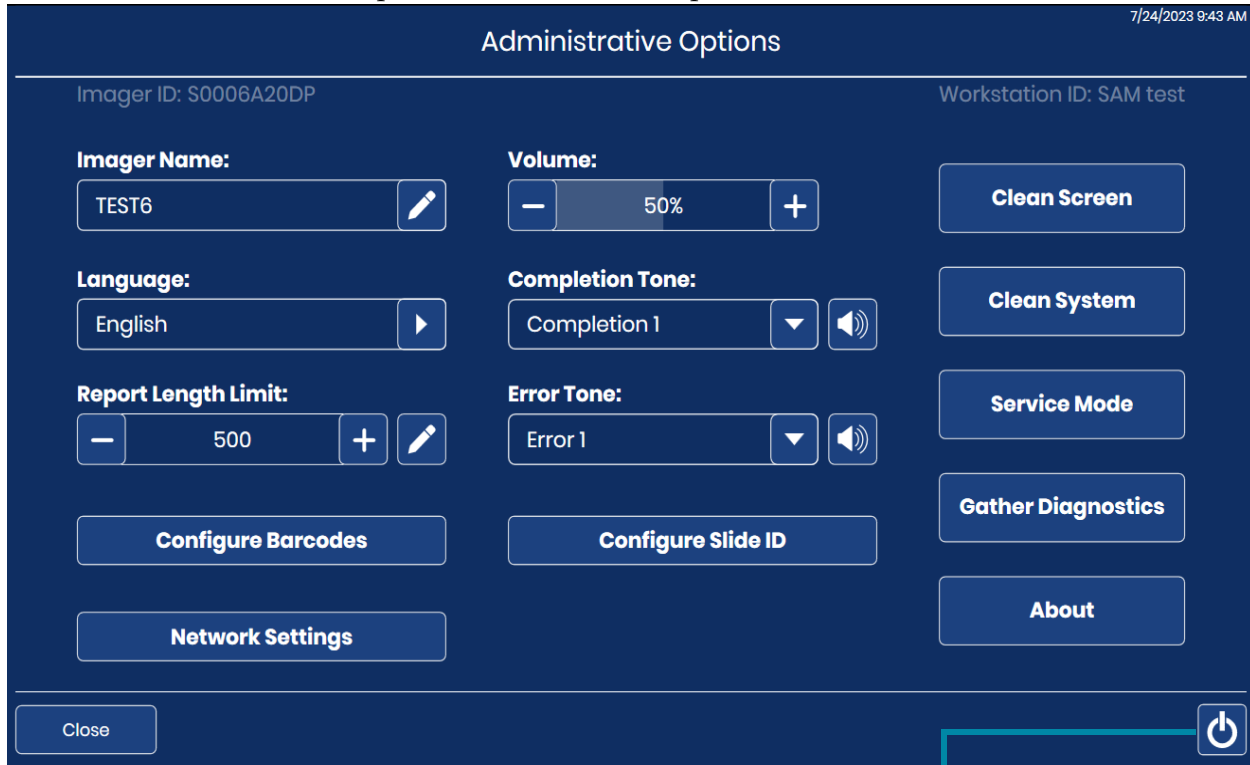 7/24/2023 9:43 AM
Administrative Options
Imager ID: S0006A20DP
Workstation ID: SAM test
Imager Name:
TEST6
Volume:
50%
Clean Screen
Language:
English
Completion Tone:
Completion 1
Clean System
Report Length Limit:
500
Error Tone:
Error 1
Service Mode
Gather Diagnostics
Configure Barcodes
Configure Slide ID
About
Network Settings
Close